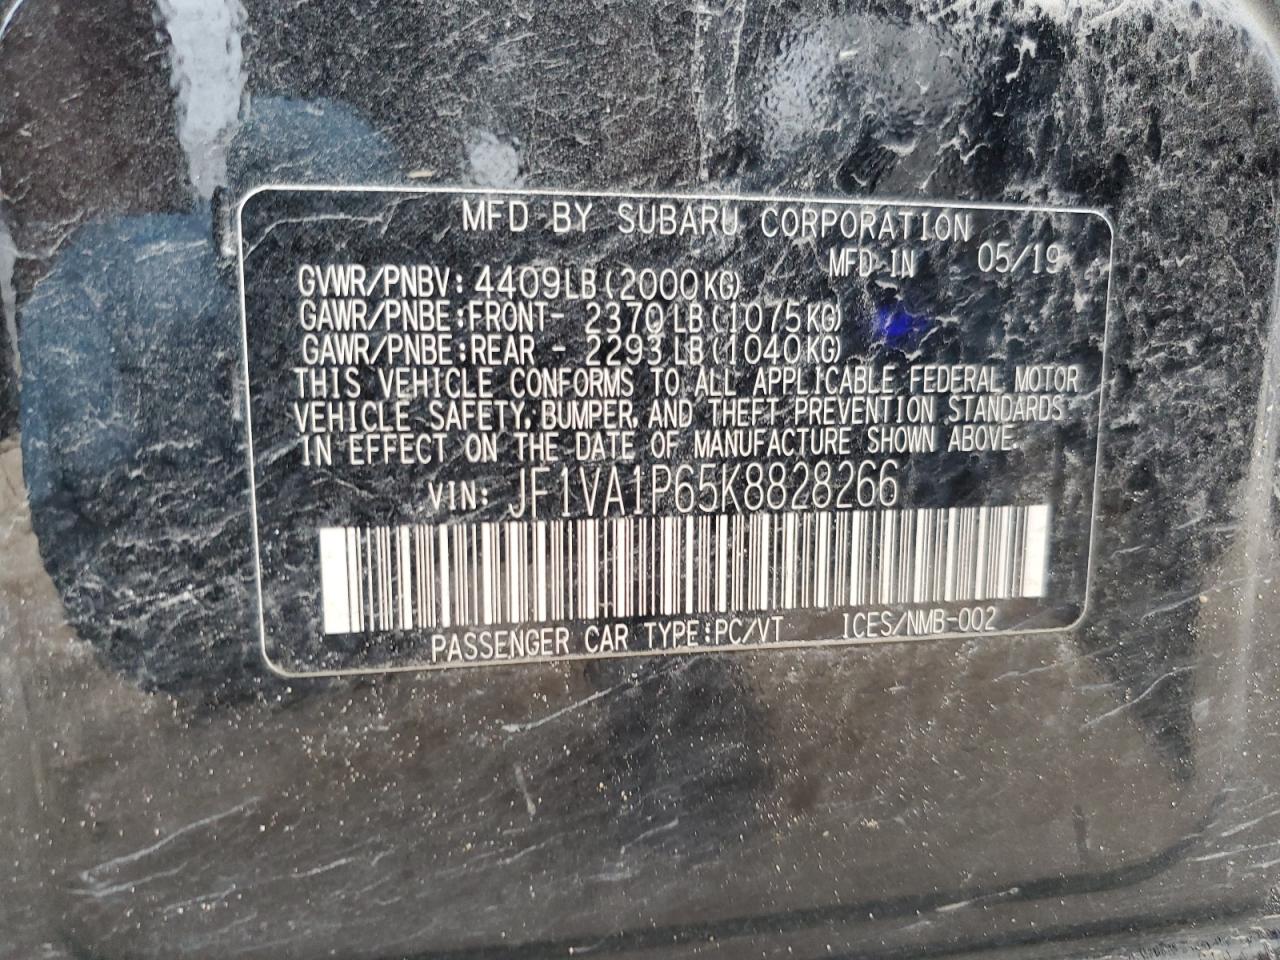 MFD BY SUBARU CORPORATION
MFD IN 05/19
GVWR/PNBV: 4409LB(2000KG)
GAWR/PNBE:FRONT- 2370LB(1075KG)
GAWR/PNBE:REAR - 2293LB(1040KG)
THIS VEHICLE CONFORMS TO ALL APPLICABLE FEDERAL MOTOR
VEHICLE SAFETY, BUMPER, AND THEFT PREVENTION STANDARDS
IN EFFECT ON THE DATE OF MANUFACTURE SHOWN ABOVE.
VIN: JF1VA1P65K8828266
PASSENGER CAR TYPE:PC/VT ICES/NMB-002